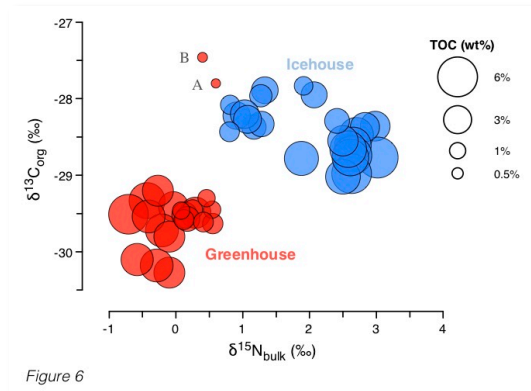 -27
-28
-29
-30
δ¹³Corg (‰)
B
A
Icehouse
Greenhouse
TOC (wt%)
6%
3%
1%
0.5%
-1 0 1 2 3 4
δ¹⁵Nbulk (‰)
Figure 6